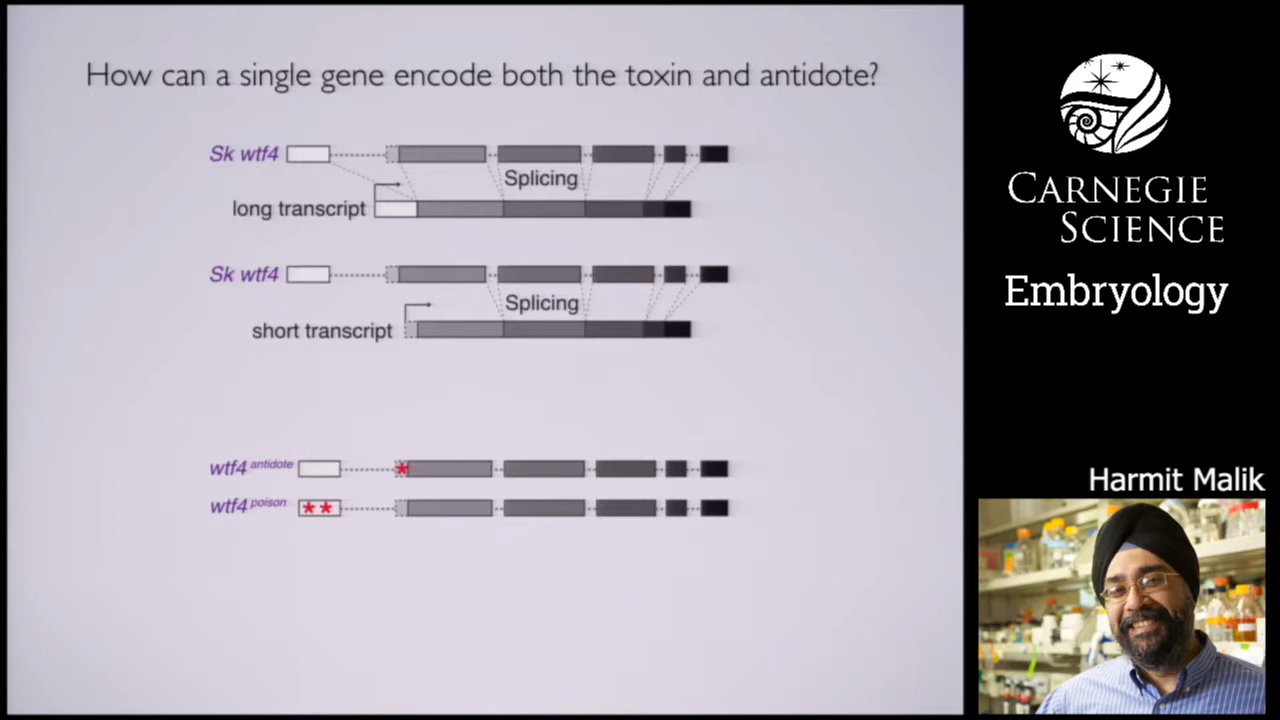 How can a single gene encode both the toxin and antidote?
Sk wtf4
Splicing
long transcript
Sk wtf4
Splicing
short transcript
wtf4 antidote
*
wtf4 poison
**
CARNEGIE
SCIENCE
Embryology
Harmit Malik